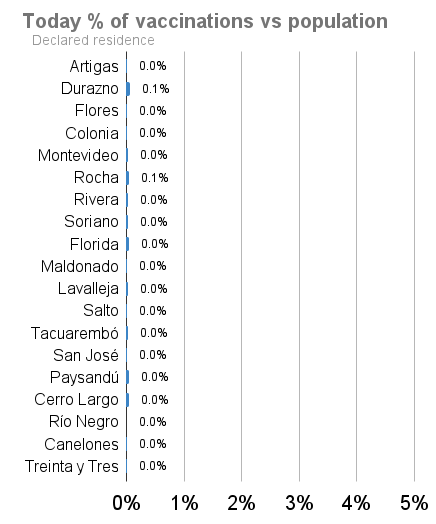 Today % of vaccinations vs population
Declared residence
Artigas 0.0%
Durazno 0.1%
Flores 0.0%
Colonia 0.0%
Montevideo 0.0%
Rocha 0.1%
Rivera 0.0%
Soriano 0.0%
Florida 0.0%
Maldonado 0.0%
Lavalleja 0.0%
Salto 0.0%
Tacuarembó 0.0%
San José 0.0%
Paysandú 0.0%
Cerro Largo 0.0%
Río Negro 0.0%
Canelones 0.0%
Treinta y Tres 0.0%
0% 1% 2% 3% 4% 5%